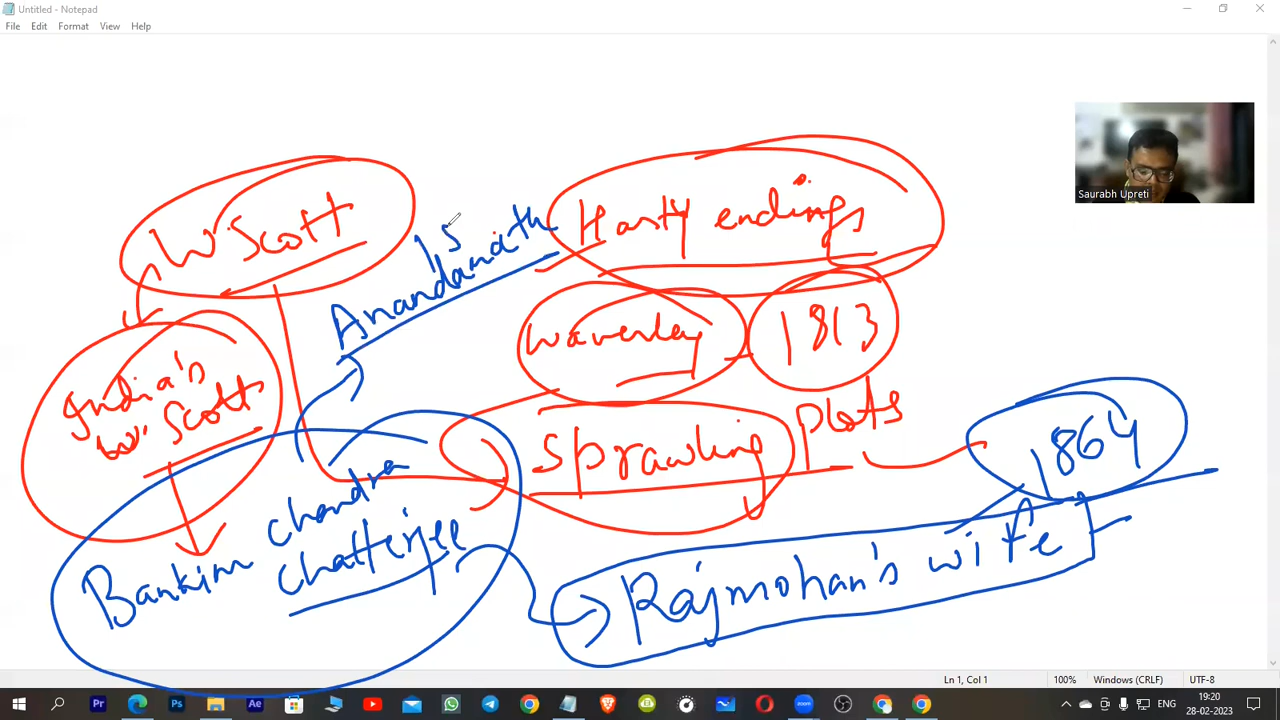 Untitled - Notepad
File Edit Format View Help
Saurabh Upreti
W. Scott
15
Anandamath
Hasty endings
Waverley - 1813
India's
W. Scott
Sprawling plots
1864
Bankim Chandra
Chatterjee
Rajmohan's wife
Ln 1, Col 1 100% Windows (CRLF) UTF-8
ENG
19:20
28-02-2023